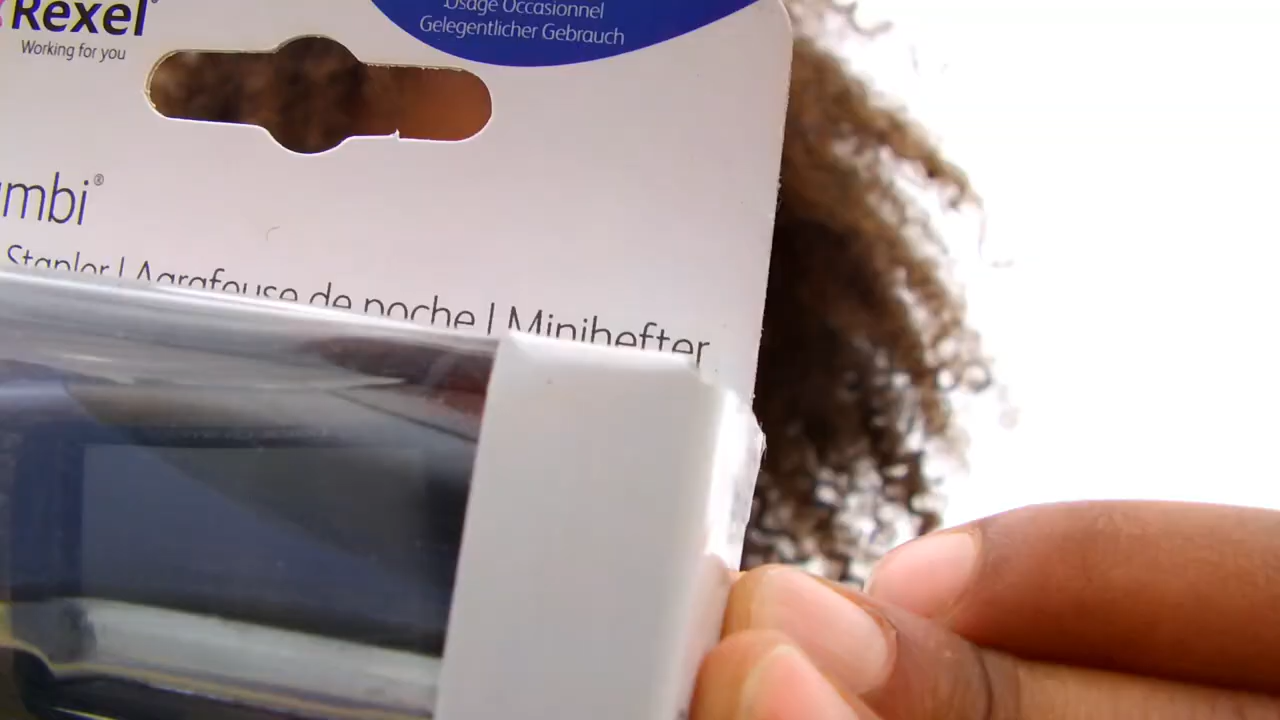 Rexel
Working for you
Usage Occasionnel
Gelegentlicher Gebrauch
mbi®
Stapler | Agrafeuse de poche | Minihefter